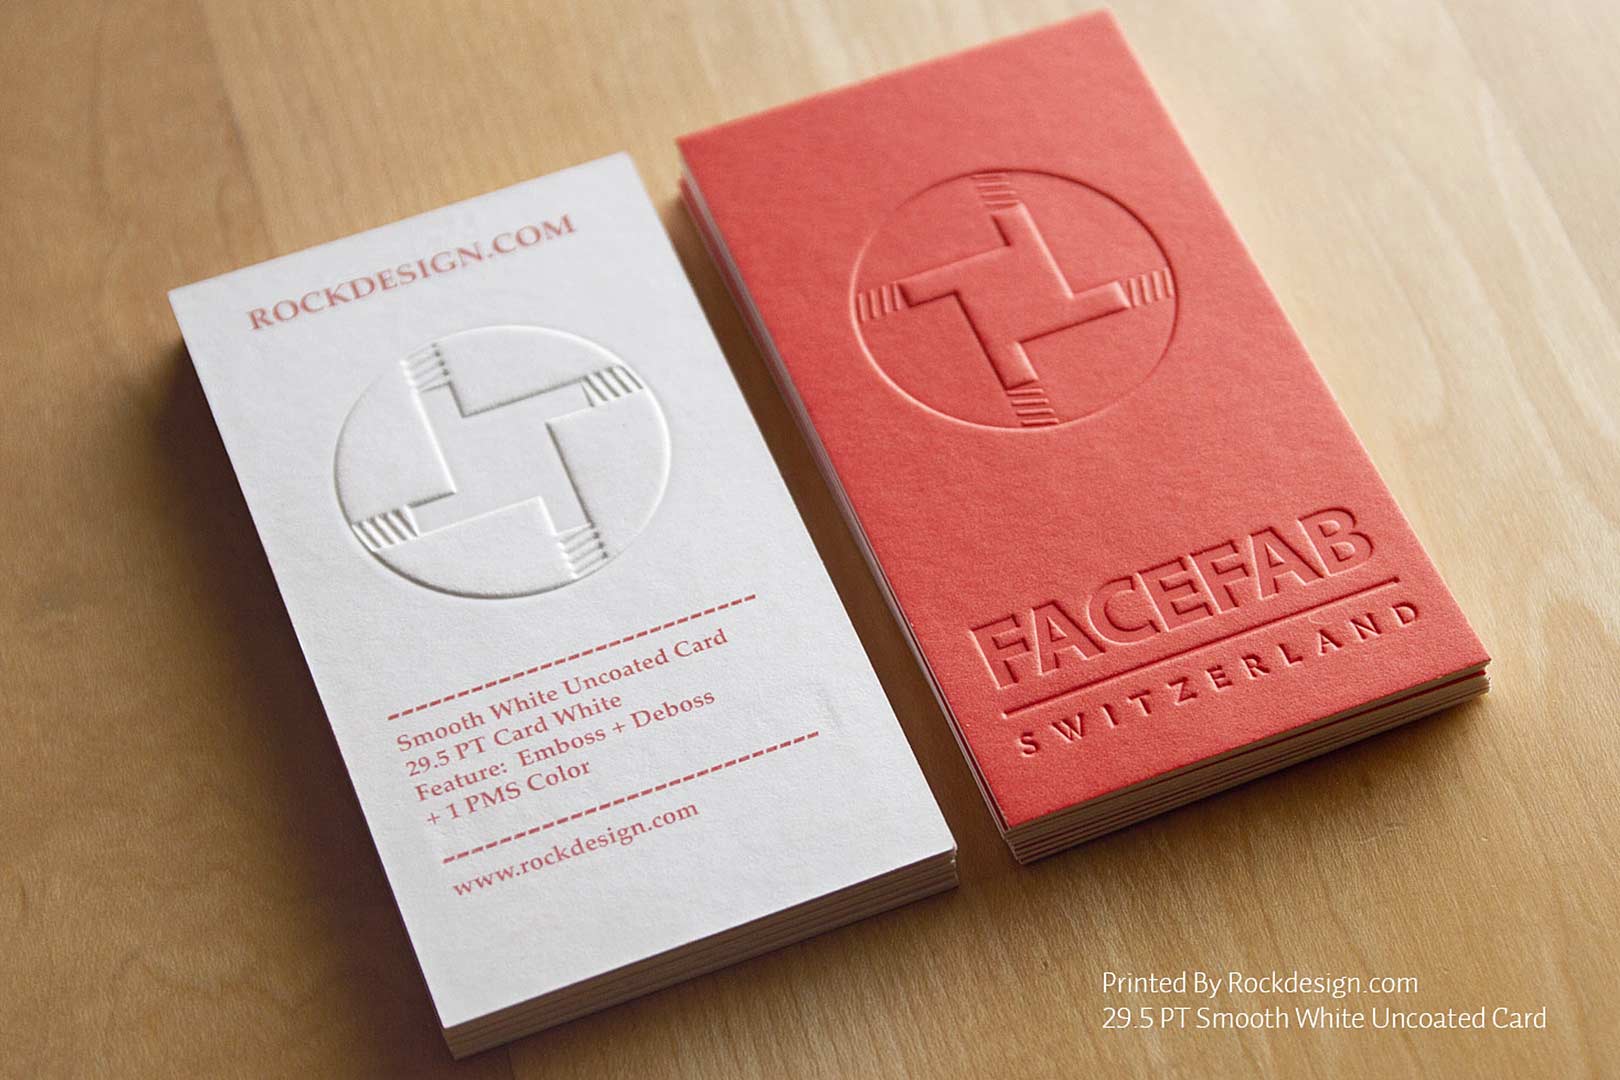 ROCKDESIGN.COM
Smooth White Uncoated Card
29.5 PT Card White
Feature: Emboss + Deboss
+ 1 PMS Color
www.rockdesign.com
FACEFAB
SWITZERLAND
Printed By Rockdesign.com
29.5 PT Smooth White Uncoated Card